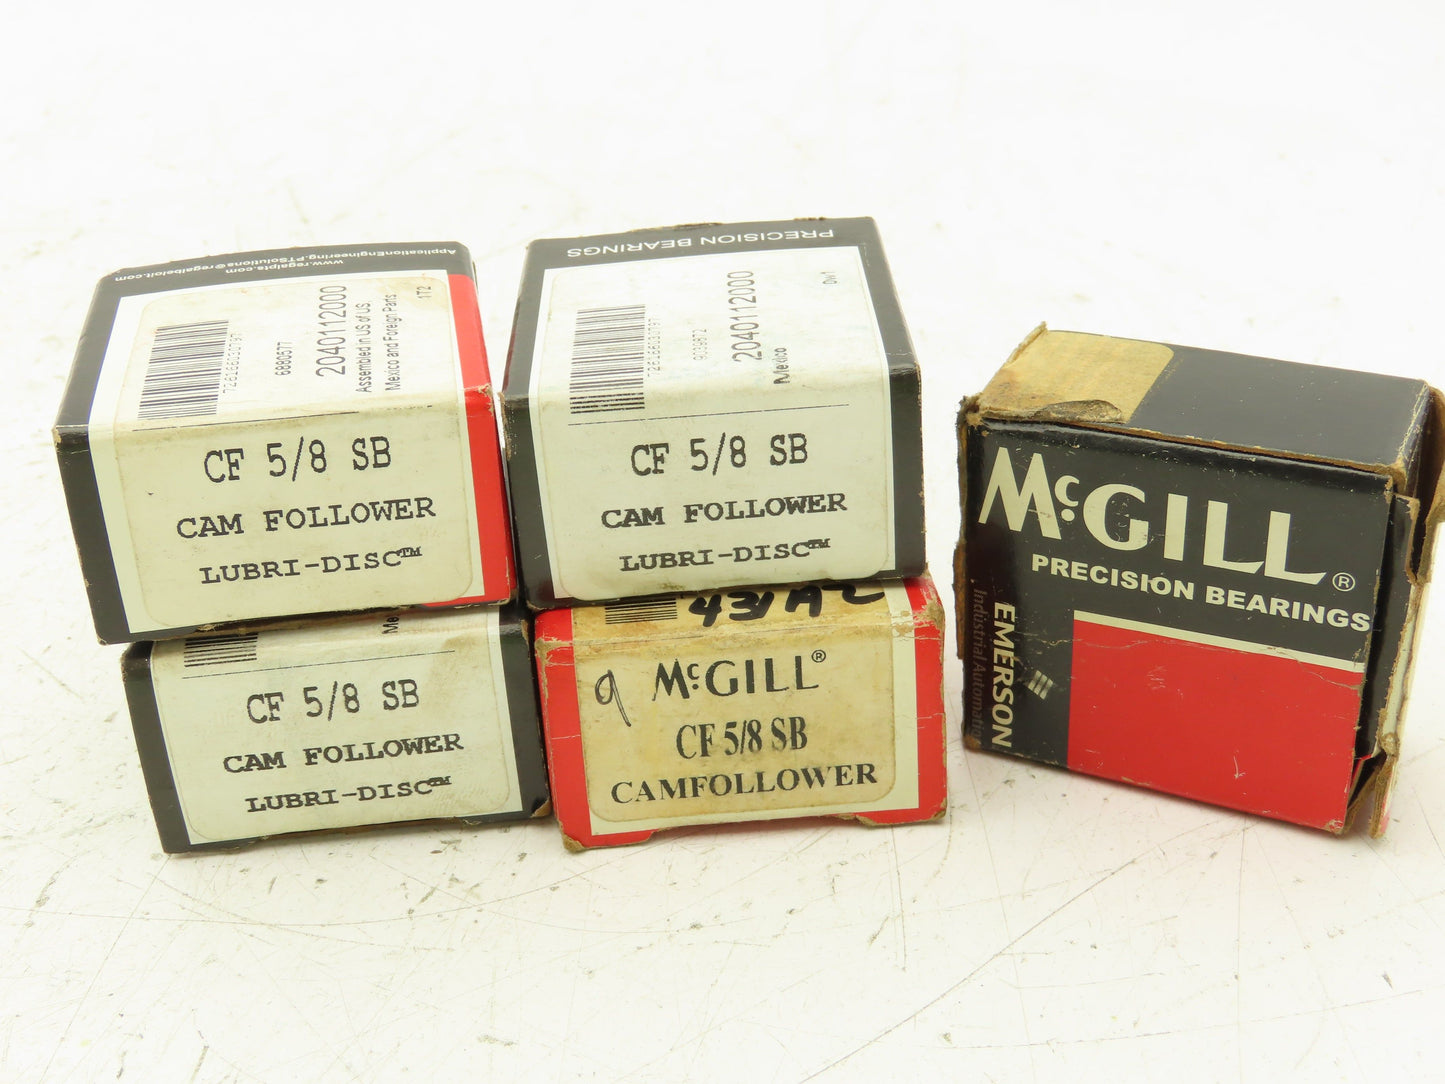 www.regalpts.com
ApplicationEngineering.PTSolutions@regalbeloit.com
6880577
2040112000
Assembled in US of US,
Mexico and Foreign Parts
1T2
CF 5/8 SB
CAM FOLLOWER
LUBRI-DISC™
PRECISION BEARINGS
9039872
2040112000
Mexico
CF 5/8 SB
CAM FOLLOWER
LUBRI-DISC™
CF 5/8 SB
CAM FOLLOWER
LUBRI-DISC™
9
McGILL®
CF 5/8 SB
CAMFOLLOWER
McGILL®
PRECISION BEARINGS
EMERSON
Industrial Automation